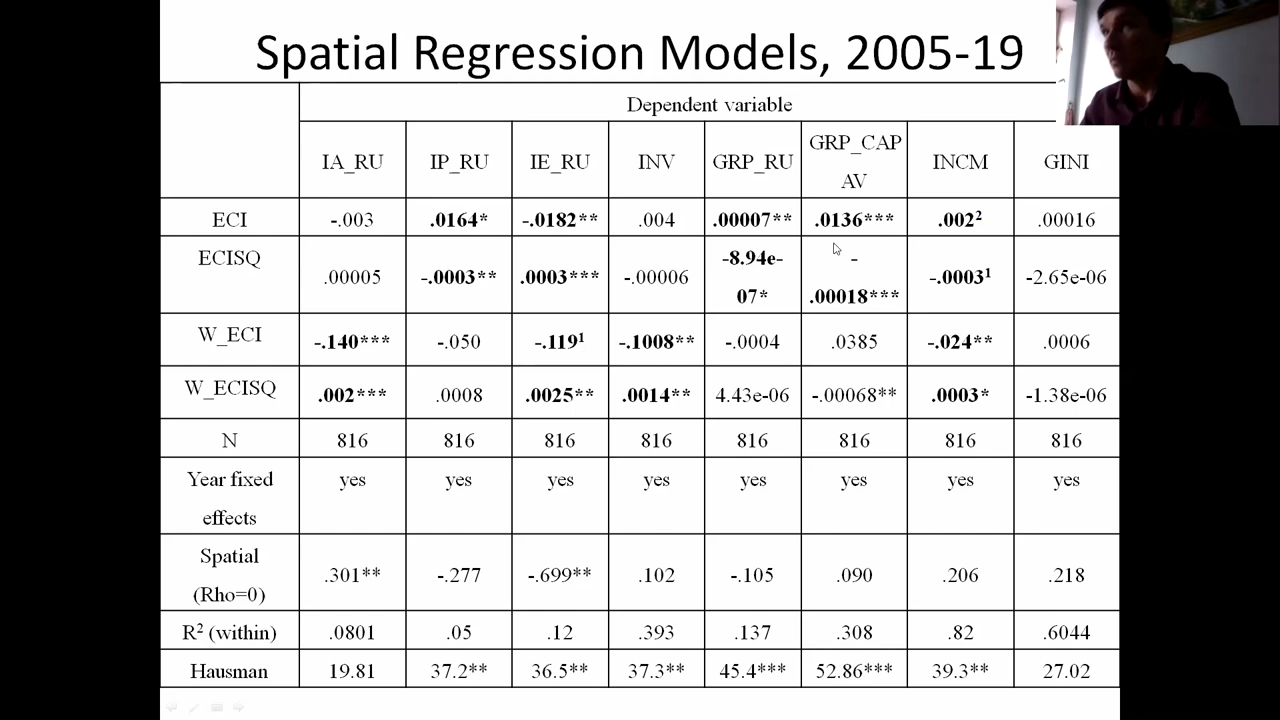 Spatial Regression Models, 2005-19
Dependent variable
IA_RU IP_RU IE_RU INV GRP_RU GRP_CAP AV INCM GINI
ECI -.003 .0164* -.0182** .004 .00007** .0136*** .002² .00016
ECISQ .00005 -.0003** .0003*** -.00006 -8.94e-07* -.00018*** -.0003¹ -2.65e-06
W_ECI -.140*** -.050 -.119¹ -.1008** -.0004 .0385 -.024** .0006
W_ECISQ .002*** .0008 .0025** .0014** 4.43e-06 -.00068** .0003* -1.38e-06
N 816 816 816 816 816 816 816 816
Year fixed effects yes yes yes yes yes yes yes yes
Spatial (Rho=0) .301** -.277 -.699** .102 -.105 .090 .206 .218
R² (within) .0801 .05 .12 .393 .137 .308 .82 .6044
Hausman 19.81 37.2** 36.5** 37.3** 45.4*** 52.86*** 39.3** 27.02